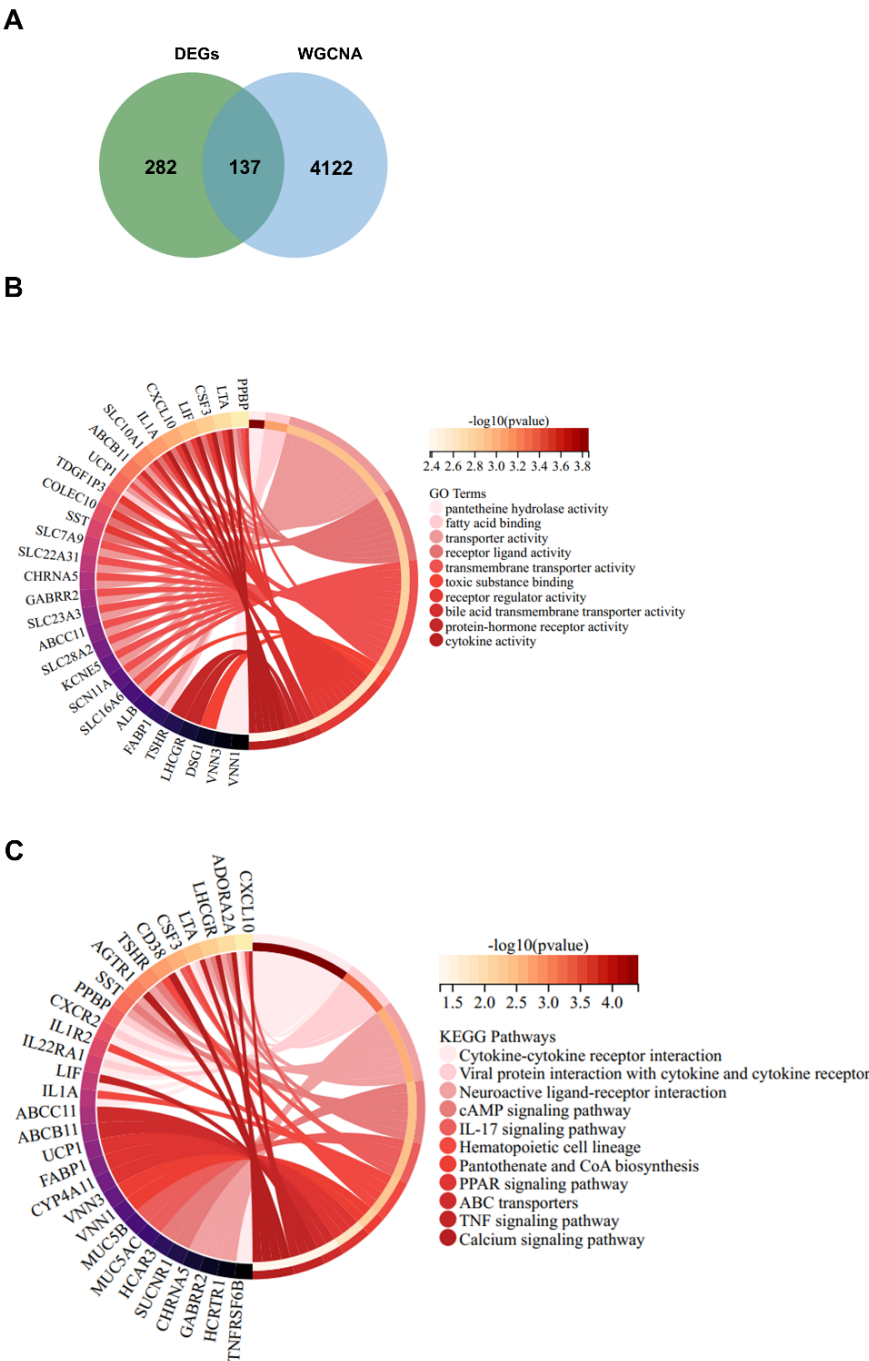 A
DEGs
WGCNA
282
137
4122
B
PPBP
LTA
CSF3
LIF
CXCL10
IL1A
SLC10A1
ABCB11
UCP1
TDGF1P3
COLEC10
SST
SLC7A9
SLC22A31
CHRNA5
GABRR2
SLC23A3
ABCC11
SLC28A2
KCNE5
SCN11A
SLC16A6
ALB
FABP1
TSHR
LHCGR
DSG1
VNN3
VNN1
-log10(pvalue)
2.4 2.6 2.8 3.0 3.2 3.4 3.6 3.8
GO Terms
pantetheine hydrolase activity
fatty acid binding
transporter activity
receptor ligand activity
transmembrane transporter activity
toxic substance binding
receptor regulator activity
bile acid transmembrane transporter activity
protein-hormone receptor activity
cytokine activity
C
CXCL10
ADORA2A
LHCGR
LTA
CSF3
CD38
TSHR
AGTR1
SST
PPBP
CXCR2
IL1R2
IL22RA1
LIF
IL1A
ABCC11
ABCB11
UCP1
FABP1
CYP4A11
VNN3
VNN1
MUC5B
MUC5AC
HCAR3
SUCNR1
CHRNA5
GABRR2
HCRTR1
TNFRSF6B
-log10(pvalue)
1.5 2.0 2.5 3.0 3.5 4.0
KEGG Pathways
Cytokine-cytokine receptor interaction
Viral protein interaction with cytokine and cytokine receptor
Neuroactive ligand-receptor interaction
cAMP signaling pathway
IL-17 signaling pathway
Hematopoietic cell lineage
Pantothenate and CoA biosynthesis
PPAR signaling pathway
ABC transporters
TNF signaling pathway
Calcium signaling pathway